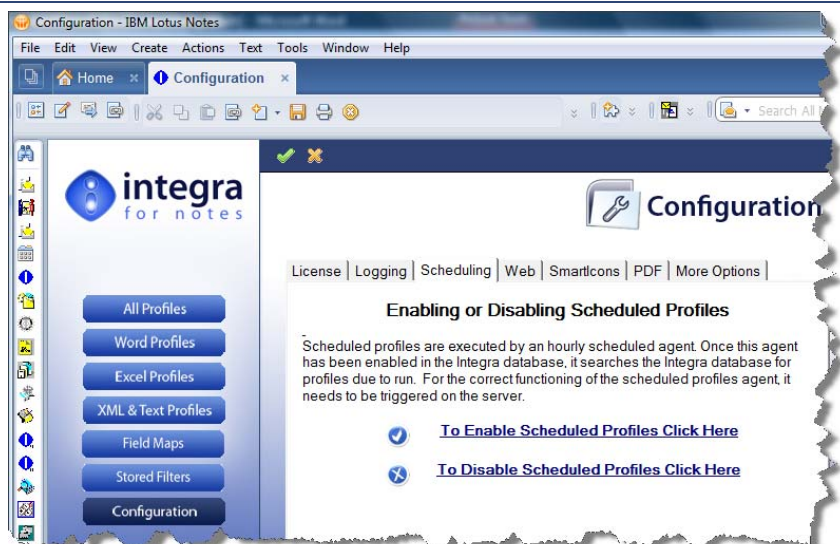 Configuration - IBM Lotus Notes
File Edit View Create Actions Text Tools Window Help
Home Configuration
Search All
integra
for notes
Configuration
License | Logging | Scheduling | Web | SmartIcons | PDF | More Options |
All Profiles
Word Profiles
Excel Profiles
XML & Text Profiles
Field Maps
Stored Filters
Configuration
Enabling or Disabling Scheduled Profiles
Scheduled profiles are executed by an hourly scheduled agent. Once this agent
has been enabled in the Integra database, it searches the Integra database for
profiles due to run. For the correct functioning of the scheduled profiles agent, it
needs to be triggered on the server.
To Enable Scheduled Profiles Click Here
To Disable Scheduled Profiles Click Here